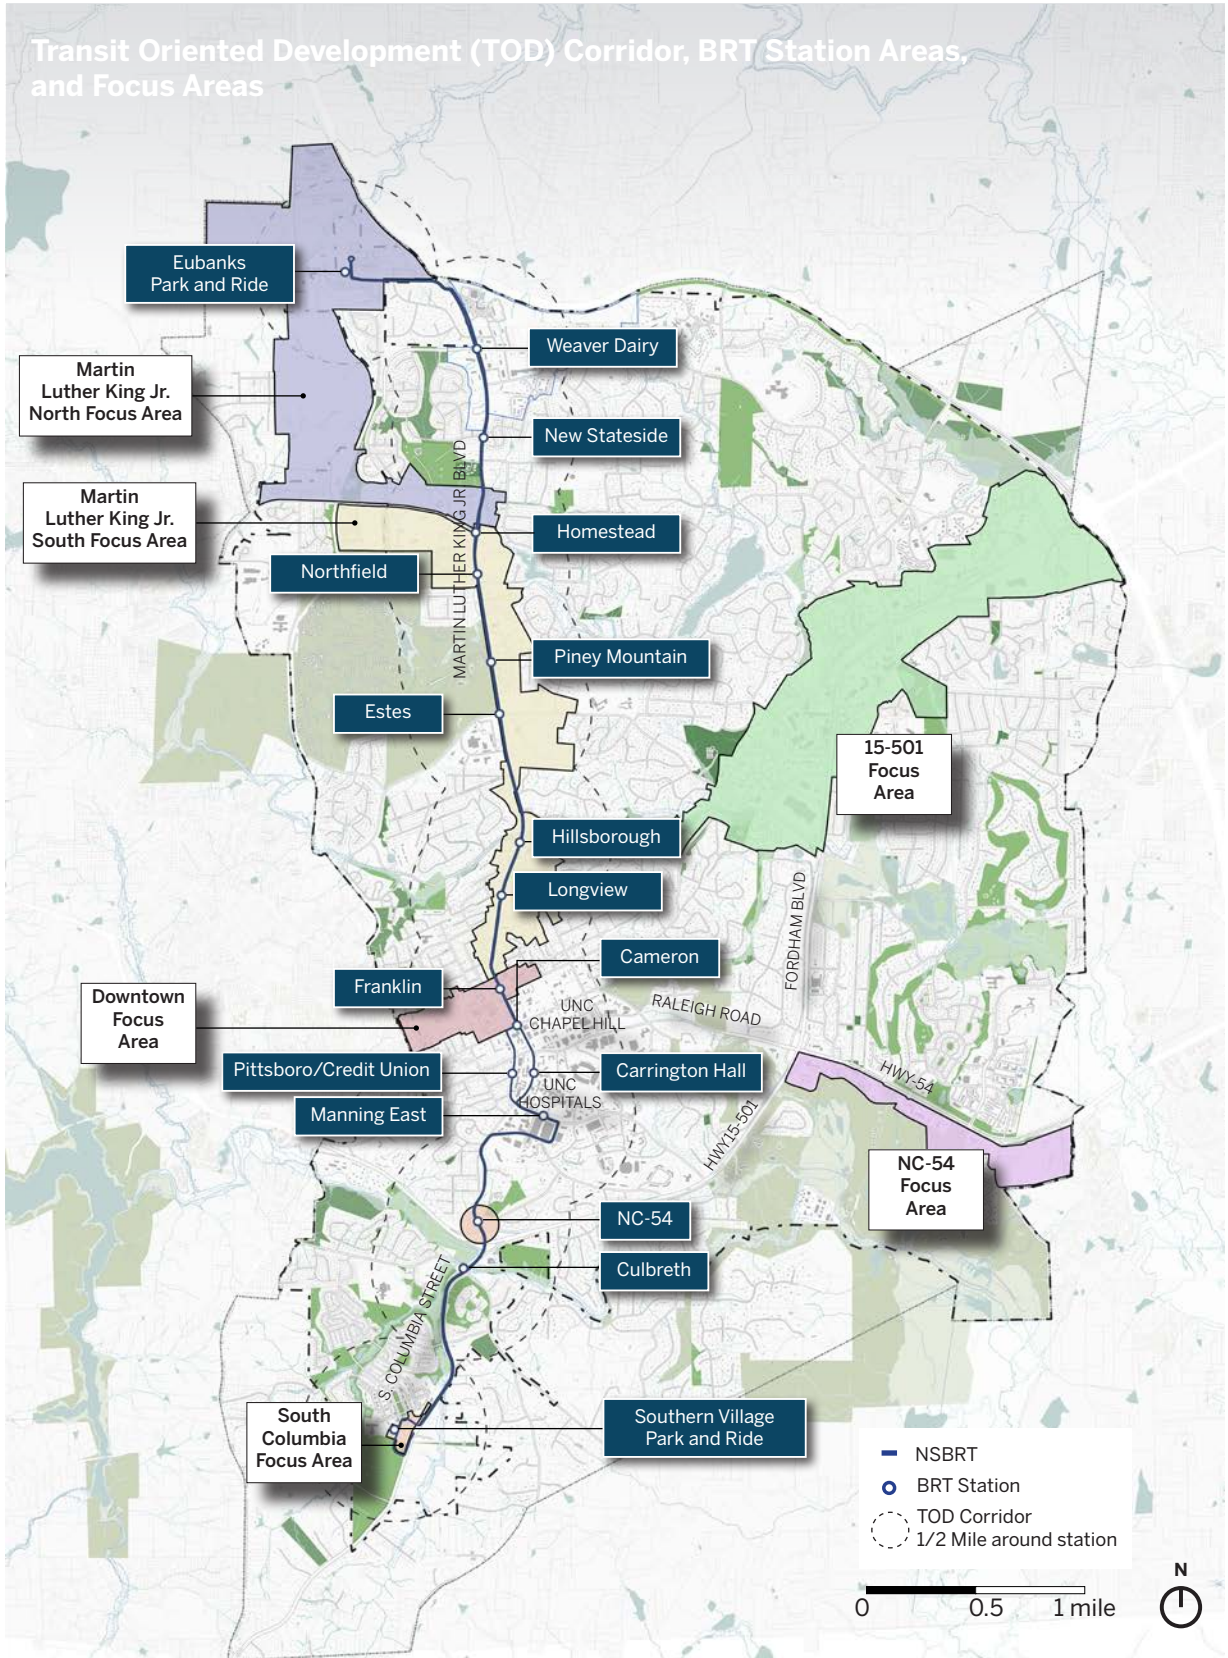 Transit Oriented Development (TOD) Corridor, BRT Station Areas,
and Focus Areas
Eubanks
Park and Ride
Weaver Dairy
Martin
Luther King Jr.
North Focus Area
New Stateside
MARTIN LUTHER KING JR BLVD
Martin
Luther King Jr.
South Focus Area
Homestead
Northfield
Piney Mountain
Estes
15-501
Focus
Area
Hillsborough
Longview
FORDHAM BLVD
Cameron
Franklin
Downtown
Focus
Area
UNC
CHAPEL HILL
RALEIGH ROAD
Pittsboro/Credit Union
Carrington Hall
HWY-54
UNC
HOSPITALS
Manning East
HWY15-501
NC-54
Focus
Area
NC-54
Culbreth
S. COLUMBIA STREET
South
Columbia
Focus Area
Southern Village
Park and Ride
NSBRT
BRT Station
TOD Corridor
1/2 Mile around station
N
0 0.5 1 mile